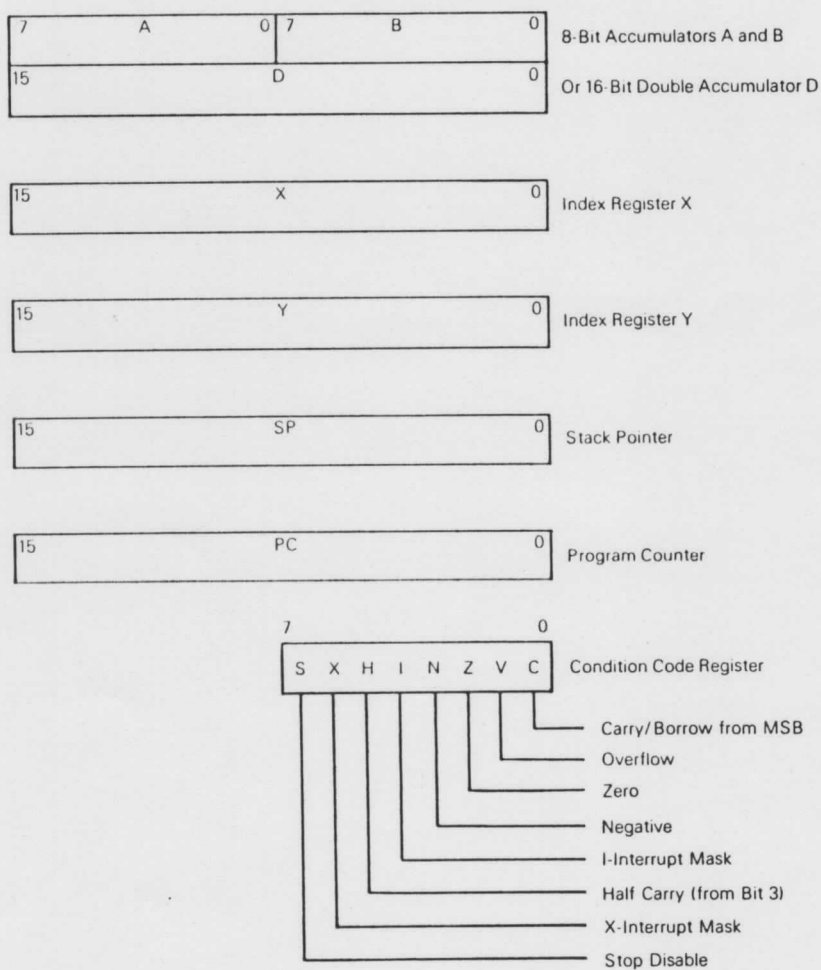 7 A 0 7 B 0 8-Bit Accumulators A and B
15 D 0 Or 16-Bit Double Accumulator D
15 X 0 Index Register X
15 Y 0 Index Register Y
15 SP 0 Stack Pointer
15 PC 0 Program Counter
7 0
S X H I N Z V C Condition Code Register
Carry/Borrow from MSB
Overflow
Zero
Negative
I-Interrupt Mask
Half Carry (from Bit 3)
X-Interrupt Mask
Stop Disable